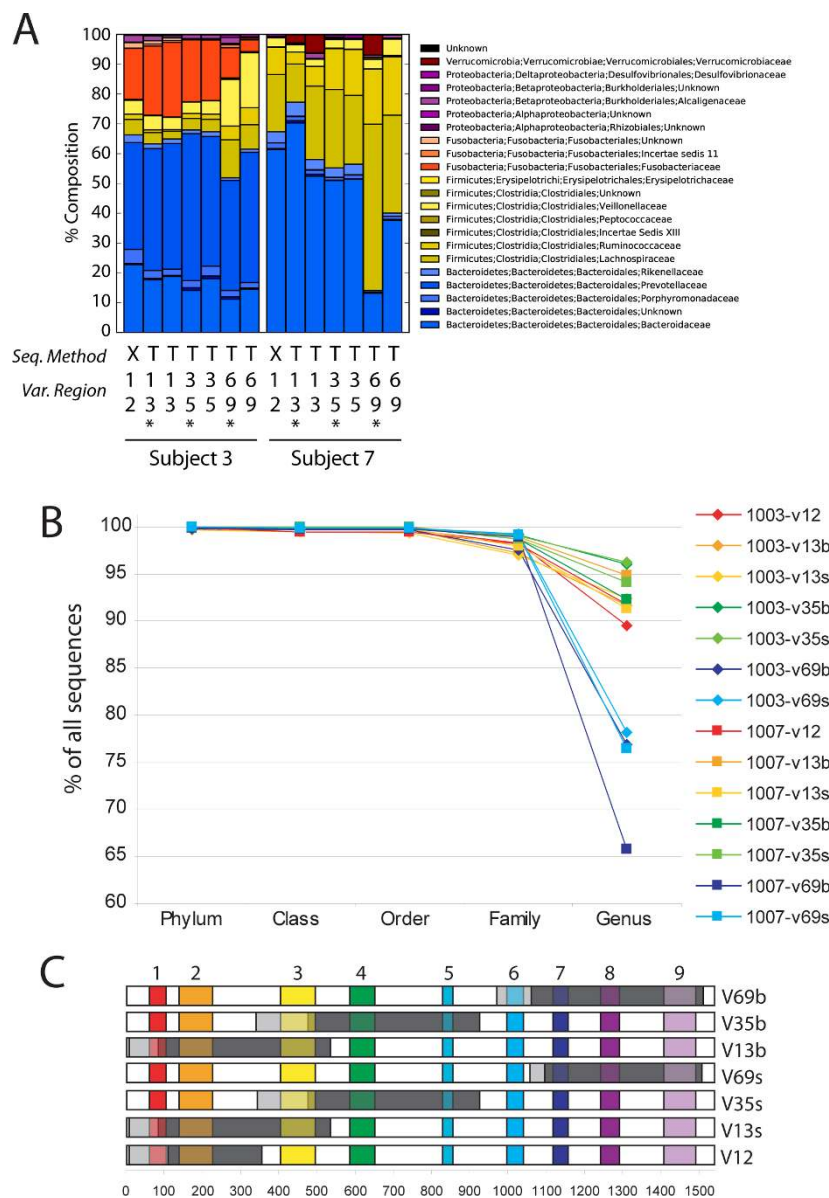 A
100
80
60
40
20
0
% Composition
Unknown
Verrucomicrobia;Verrucomicrobiae;Verrucomicrobiales;Verrucomicrobiaceae
Proteobacteria;Deltaproteobacteria;Desulfovibrionales;Desulfovibrionaceae
Proteobacteria;Betaproteobacteria;Burkholderiales;Unknown
Proteobacteria;Betaproteobacteria;Burkholderiales;Alcaligenaceae
Proteobacteria;Alphaproteobacteria;Unknown
Proteobacteria;Alphaproteobacteria;Rhizobiales;Unknown
Fusobacteria;Fusobacteria;Fusobacteriales;Unknown
Fusobacteria;Fusobacteria;Fusobacteriales;Incertae sedis 11
Fusobacteria;Fusobacteria;Fusobacteriales;Fusobacteriaceae
Firmicutes;Erysipelotrichi;Erysipelotrichales;Erysipelotrichaceae
Firmicutes;Clostridia;Clostridiales;Unknown
Firmicutes;Clostridia;Clostridiales;Veillonellaceae
Firmicutes;Clostridia;Clostridiales;Peptococcaceae
Firmicutes;Clostridia;Clostridiales;Incertae Sedis XIII
Firmicutes;Clostridia;Clostridiales;Ruminococcaceae
Firmicutes;Clostridia;Clostridiales;Lachnospiraceae
Bacteroidetes;Bacteroidetes;Bacteroidales;Rikenellaceae
Bacteroidetes;Bacteroidetes;Bacteroidales;Prevotellaceae
Bacteroidetes;Bacteroidetes;Bacteroidales;Porphyromonadaceae
Bacteroidetes;Bacteroidetes;Bacteroidales;Unknown
Bacteroidetes;Bacteroidetes;Bacteroidales;Bacteroidaceae
Seq. Method X T T T T T T X T T T T T T
Var. Region 1 1 1 3 3 6 6 1 1 1 3 3 6 6
2 3 3 5 5 9 9 2 3 3 5 5 9 9
* * * * * *
Subject 3 Subject 7
B
100
95
90
85
80
75
70
65
60
% of all sequences
Phylum Class Order Family Genus
1003-v12
1003-v13b
1003-v13s
1003-v35b
1003-v35s
1003-v69b
1003-v69s
1007-v12
1007-v13b
1007-v13s
1007-v35b
1007-v35s
1007-v69b
1007-v69s
C
1 2 3 4 5 6 7 8 9
V69b
V35b
V13b
V69s
V35s
V13s
V12
0 100 200 300 400 500 600 700 800 900 1000 1100 1200 1300 1400 1500